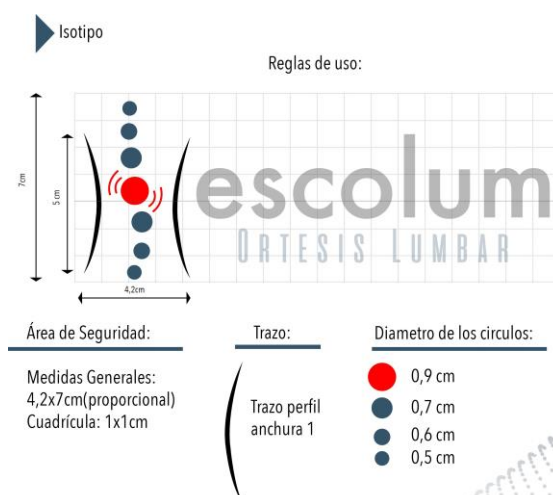 Isotipo
Reglas de uso:
7cm
5 cm
escolum
ORTESIS LUMBAR
4,2cm
Área de Seguridad:
Trazo:
Diametro de los circulos:
Medidas Generales:
4,2x7cm(proporcional)
Cuadrícula: 1x1cm
Trazo perfil
anchura 1
0,9 cm
0,7 cm
0,6 cm
0,5 cm